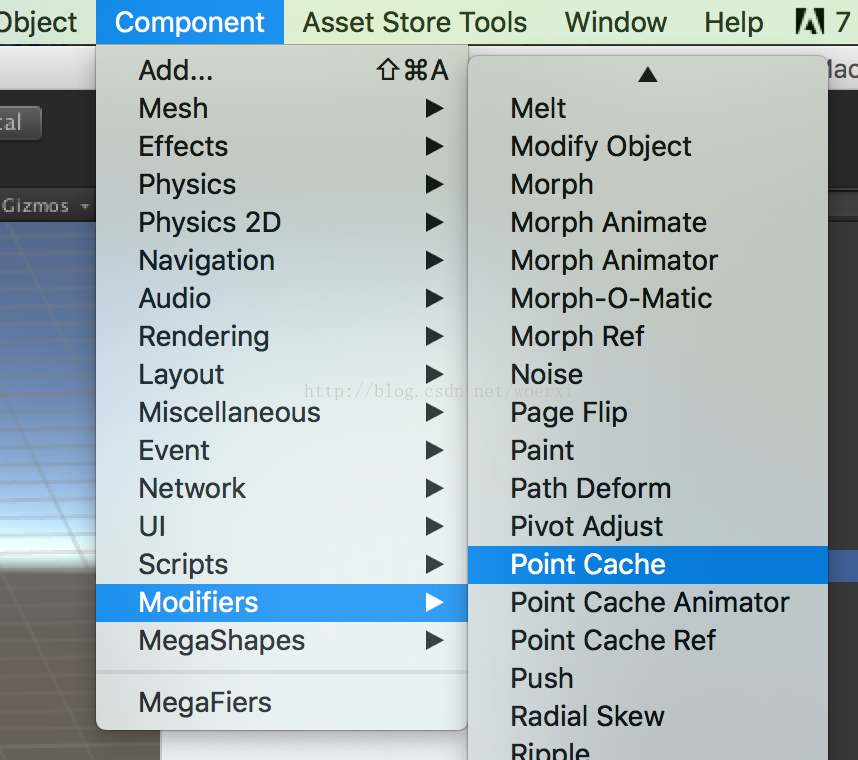 Object Component Asset Store Tools Window Help 7
Add... ⇧⌘A
Mesh
Effects
Physics
Physics 2D
Navigation
Audio
Rendering
Layout
Miscellaneous
Event
Network
UI
Scripts
Modifiers
MegaShapes
MegaFiers
Melt
Modify Object
Morph
Morph Animate
Morph Animator
Morph-O-Matic
Morph Ref
Noise
Page Flip
Paint
Path Deform
Pivot Adjust
Point Cache
Point Cache Animator
Point Cache Ref
Push
Radial Skew
Ripple
Gizmos
http://blog.csdn.net/woerxi